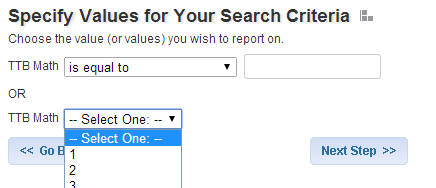 Specify Values for Your Search Criteria
Choose the value (or values) you wish to report on.
TTB Math is equal to
OR
TTB Math -- Select One: --
-- Select One: --
<< Go B Next Step >>
1
2
3